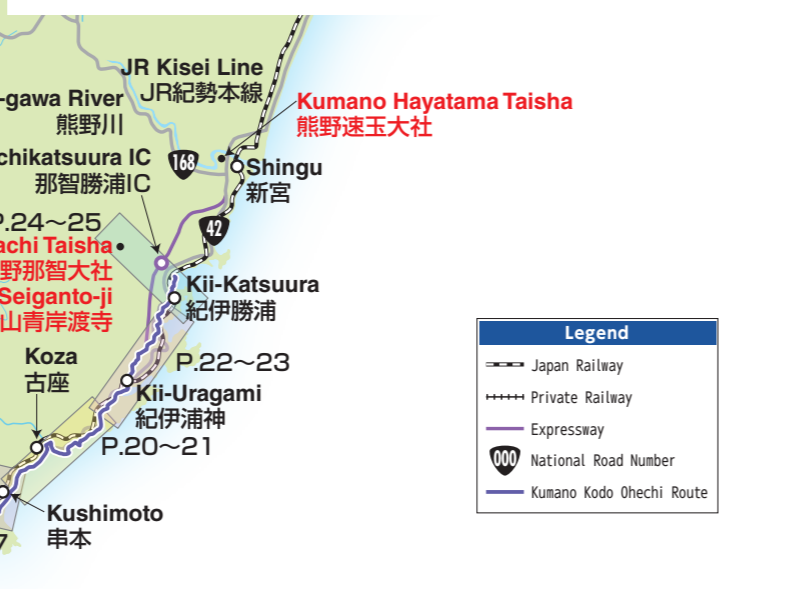 JR Kisei Line
JR紀勢本線
-gawa River
熊野川
Kumano Hayatama Taisha
熊野速玉大社
chikatsuura IC
那智勝浦IC
168
Shingu
新宮
P.24～25
42
achi Taisha
野那智大社
Seiganto-ji
山青岸渡寺
Kii-Katsuura
紀伊勝浦
Koza
古座
P.22～23
Kii-Uragami
紀伊浦神
P.20～21
Kushimoto
串本
7
Legend
Japan Railway
Private Railway
Expressway
000 National Road Number
Kumano Kodo Ohechi Route